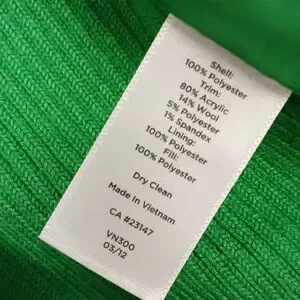 Shell:
100% Polyester
Trim:
80% Acrylic
14% Wool
5% Polyester
1% Spandex
Lining:
100% Polyester
Fill:
100% Polyester
Dry Clean
Made in Vietnam
CA #23147
VN300
03/12